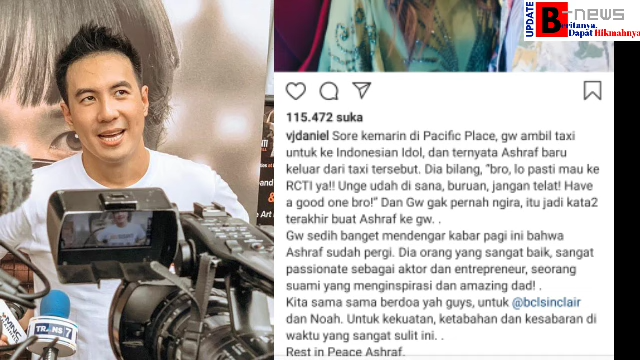 UPDATE
B-news
Beritanya.
Dapat Hikmahnya
115.472 suka
vjdaniel Sore kemarin di Pacific Place, gw ambil taxi
untuk ke Indonesian Idol, dan ternyata Ashraf baru
keluar dari taxi tersebut. Dia bilang, "bro, lo pasti mau ke
RCTI ya!! Unge udah di sana, buruan, jangan telat! Have
a good one bro!" Dan Gw gak pernah ngira, itu jadi kata2
terakhir buat Ashraf ke gw. .
Gw sedih banget mendengar kabar pagi ini bahwa
Ashraf sudah pergi. Dia orang yang sangat baik, sangat
passionate sebagai aktor dan entrepreneur, seorang
suami yang menginspirasi dan amazing dad! .
Kita sama sama berdoa yah guys, untuk @bclsinclair
dan Noah. Untuk kekuatan, ketabahan dan kesabaran di
waktu yang sangat sulit ini. .
Rest in Peace Ashraf.
TRANS 7